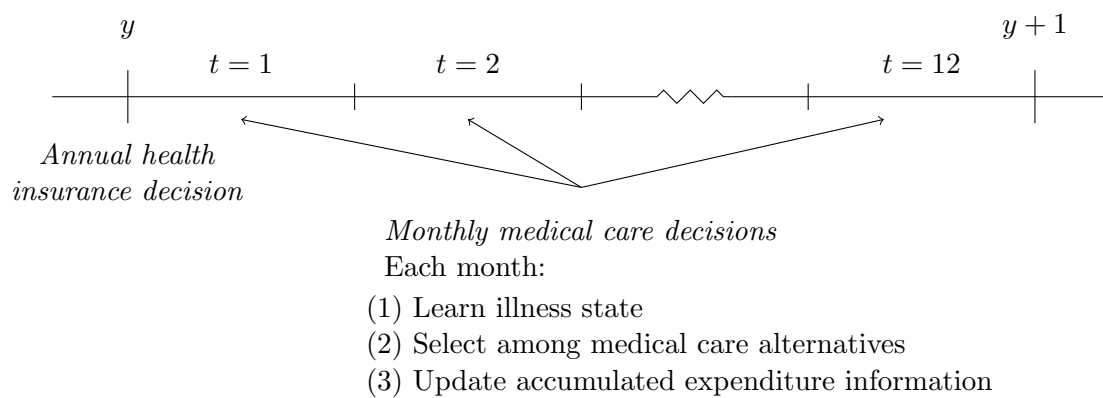 y
y + 1
t = 1
t = 2
t = 12
Annual health
insurance decision
Monthly medical care decisions
Each month:
(1) Learn illness state
(2) Select among medical care alternatives
(3) Update accumulated expenditure information